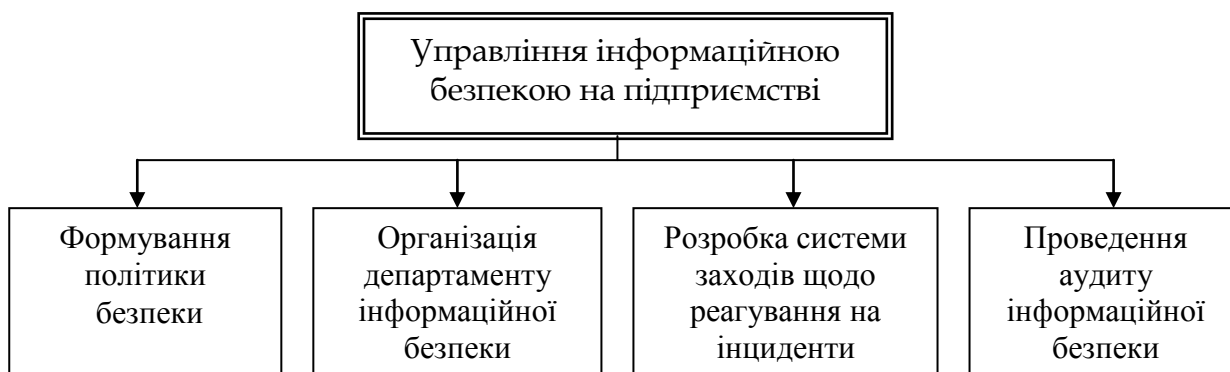 Управління інформаційною
безпекою на підприємстві
Формування
політики
безпеки
Організація
департаменту
інформаційної
безпеки
Розробка системи
заходів щодо
реагування на
інциденти
Проведення
аудиту
інформаційної
безпеки